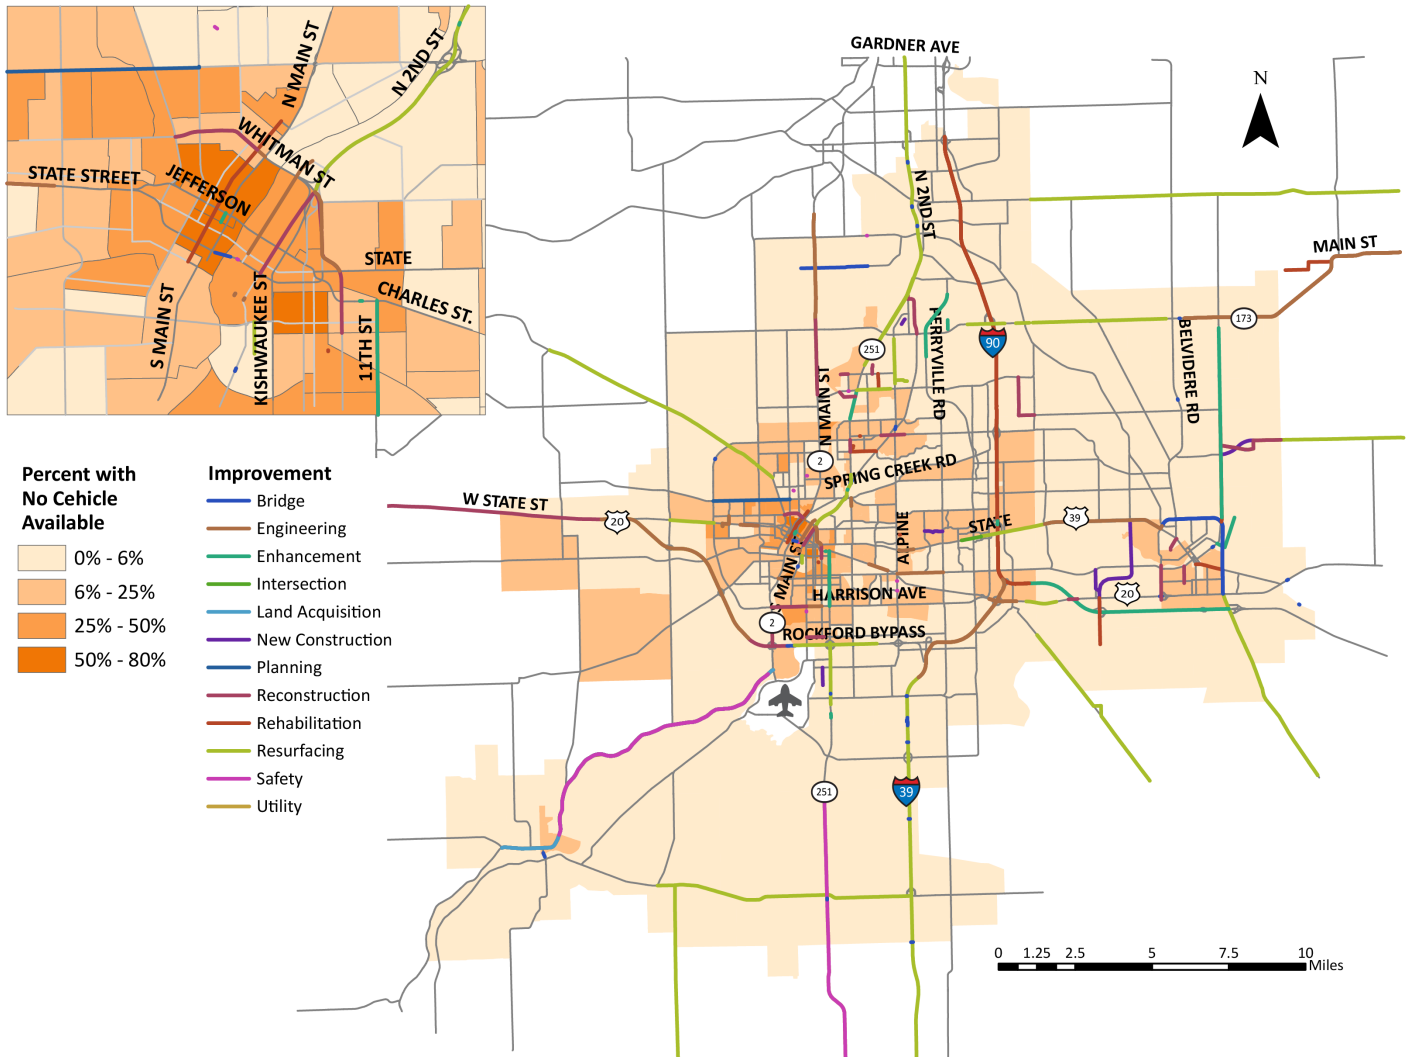 N MAIN ST
N 2ND ST
WHITMAN ST
STATE STREET
JEFFERSON
STATE
CHARLES ST.
S MAIN ST
KISHWAUKEE ST
11TH ST
GARDNER AVE
N
N 2ND ST
MAIN ST
173
BELVIDERE RD
90
PERRYVILLE RD
251
N MAIN ST
2
SPRING CREEK RD
W STATE ST
20
STATE
39
ALPINE
S MAIN ST
HARRISON AVE
20
2
ROCKFORD BYPASS
251
39
Percent with
No Cehicle
Available
0% - 6%
6% - 25%
25% - 50%
50% - 80%
Improvement
Bridge
Engineering
Enhancement
Intersection
Land Acquisition
New Construction
Planning
Reconstruction
Rehabilitation
Resurfacing
Safety
Utility
0 1.25 2.5 5 7.5 10
Miles